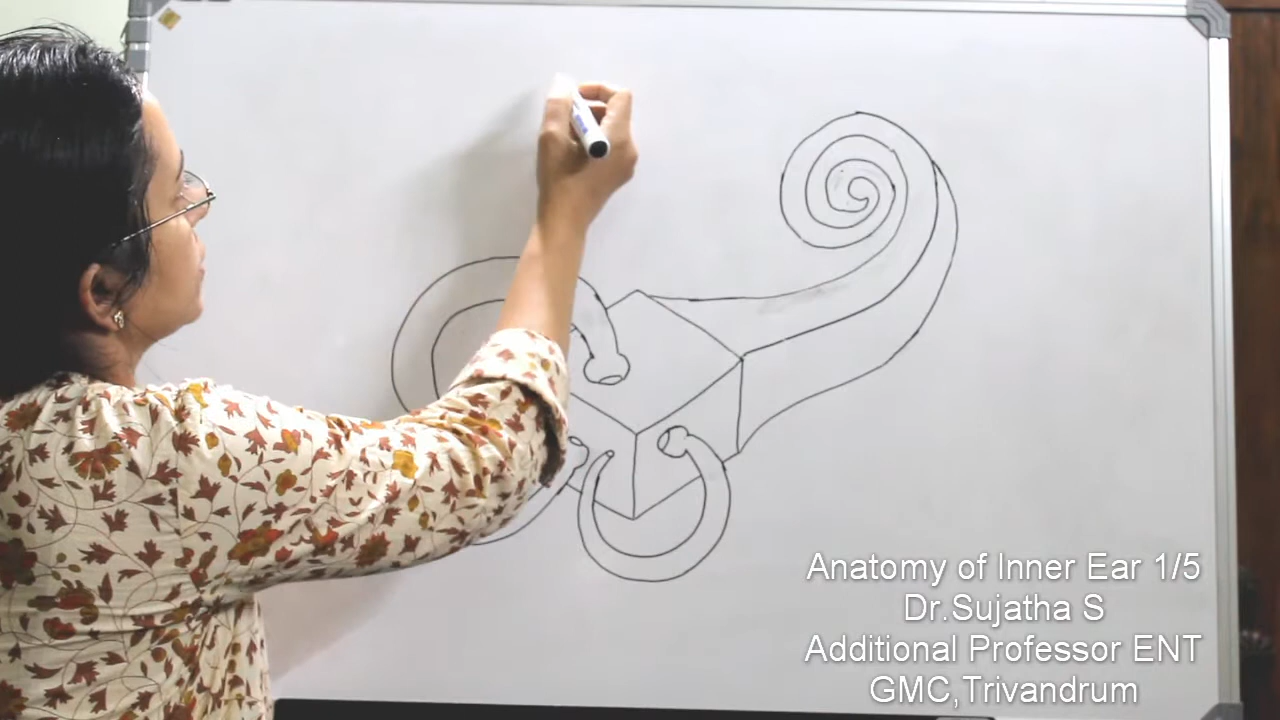 Anatomy of Inner Ear 1/5
Dr.Sujatha S
Additional Professor ENT
GMC,Trivandrum